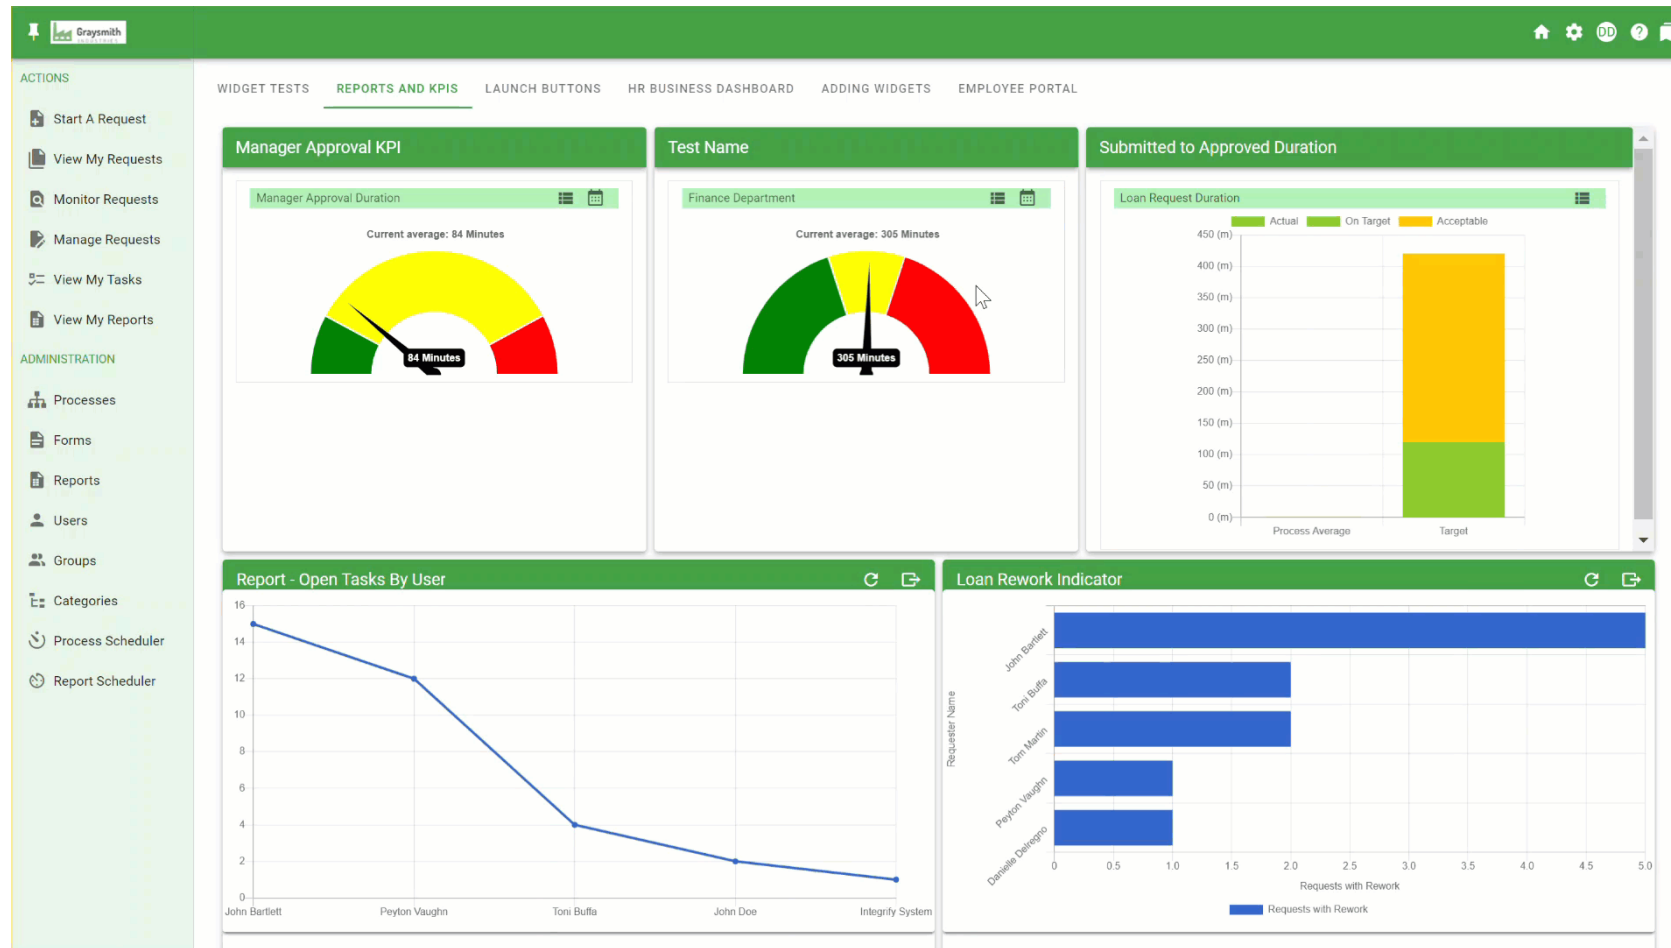 Graysmith
INDUSTRIES
DD
?
ACTIONS
Start A Request
View My Requests
Monitor Requests
Manage Requests
View My Tasks
View My Reports
ADMINISTRATION
Processes
Forms
Reports
Users
Groups
Categories
Process Scheduler
Report Scheduler
WIDGET TESTS REPORTS AND KPIS LAUNCH BUTTONS HR BUSINESS DASHBOARD ADDING WIDGETS EMPLOYEE PORTAL
Manager Approval KPI
Manager Approval Duration
Current average: 84 Minutes
84 Minutes
Test Name
Finance Department
Current average: 305 Minutes
305 Minutes
Submitted to Approved Duration
Loan Request Duration
Actual On Target Acceptable
450 (m)
400 (m)
350 (m)
300 (m)
250 (m)
200 (m)
150 (m)
100 (m)
50 (m)
0 (m)
Process Average Target
Report - Open Tasks By User
16
14
12
10
8
6
4
2
0
John Bartlett Peyton Vaughn Toni Buffa John Doe Integrify System
Loan Rework Indicator
Requester Name
John Bartlett
Toni Buffa
Tom Martin
Peyton Vaughn
Danielle Delregno
0 0.5 1.0 1.5 2.0 2.5 3.0 3.5 4.0 4.5 5.0
Requests with Rework
Requests with Rework